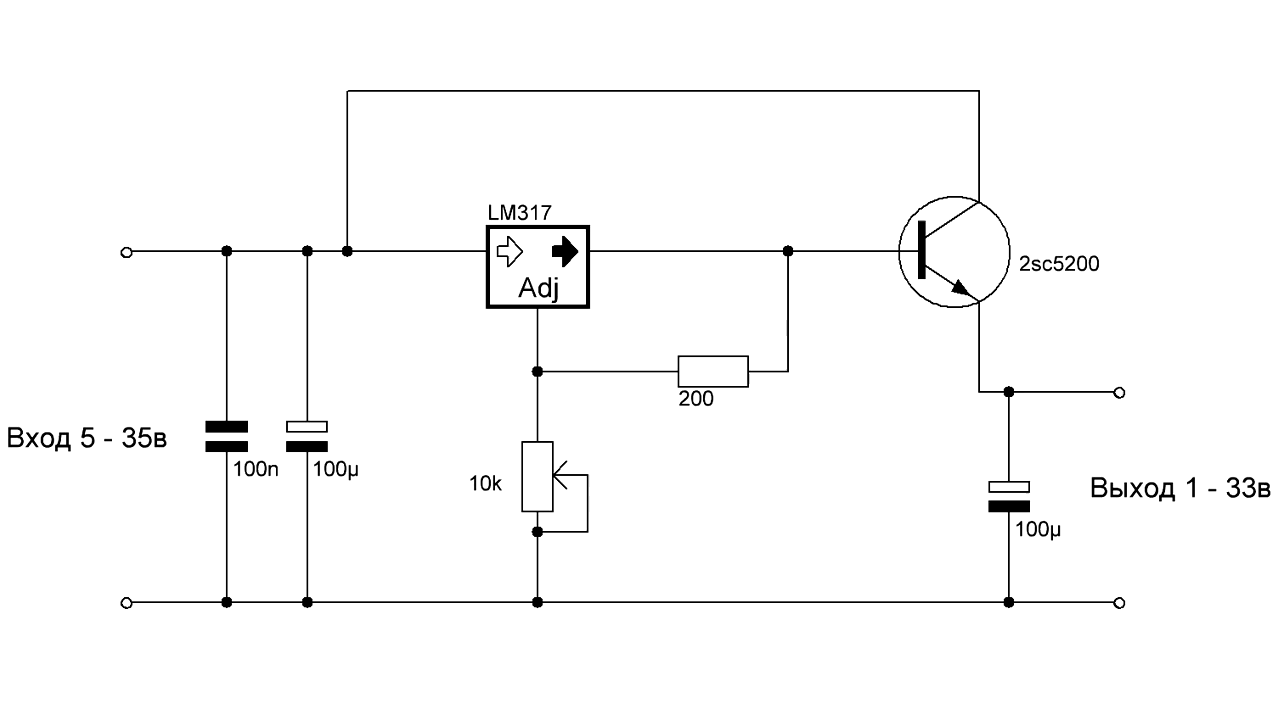 LM317
Adj
2sc5200
200
Вход 5 - 35в
100n
100µ
10k
Выход 1 - 33в
100µ